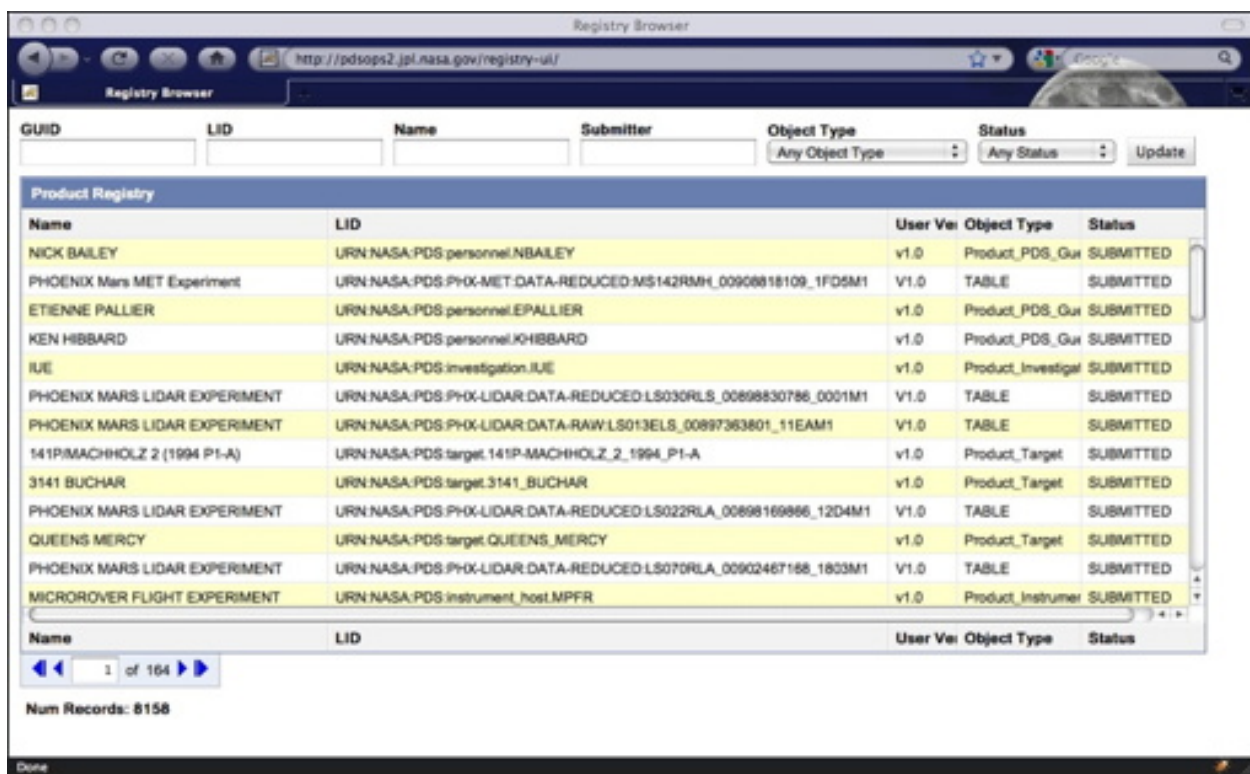 Registry Browser
http://pdsops2.jpl.nasa.gov/registry-ui/
Google
Registry Browser
GUID LID Name Submitter Object Type Status
Any Object Type Any Status Update
Product Registry
Name LID User Ver Object Type Status
NICK BAILEY URN:NASA:PDS:personnel.NBAILEY v1.0 Product_PDS_Gue SUBMITTED
PHOENIX Mars MET Experiment URN:NASA:PDS:PHX-MET:DATA-REDUCED:MS142RMH_00908818109_1FD5M1 V1.0 TABLE SUBMITTED
ETIENNE PALLIER URN:NASA:PDS:personnel.EPALLIER v1.0 Product_PDS_Gue SUBMITTED
KEN HIBBARD URN:NASA:PDS:personnel.KHIBBARD v1.0 Product_PDS_Gue SUBMITTED
IUE URN:NASA:PDS:investigation.IUE v1.0 Product_Investigat SUBMITTED
PHOENIX MARS LIDAR EXPERIMENT URN:NASA:PDS:PHX-LIDAR:DATA-REDUCED:LS030RLS_00898830786_0001M1 V1.0 TABLE SUBMITTED
PHOENIX MARS LIDAR EXPERIMENT URN:NASA:PDS:PHX-LIDAR:DATA-RAW:LS013ELS_00897363801_11EAM1 V1.0 TABLE SUBMITTED
141P/MACHHOLZ 2 (1994 P1-A) URN:NASA:PDS:target.141P-MACHHOLZ_2_1994_P1-A v1.0 Product_Target SUBMITTED
3141 BUCHAR URN:NASA:PDS:target.3141_BUCHAR v1.0 Product_Target SUBMITTED
PHOENIX MARS LIDAR EXPERIMENT URN:NASA:PDS:PHX-LIDAR:DATA-REDUCED:LS022RLA_00898169866_12D4M1 V1.0 TABLE SUBMITTED
QUEENS MERCY URN:NASA:PDS:target.QUEENS_MERCY v1.0 Product_Target SUBMITTED
PHOENIX MARS LIDAR EXPERIMENT URN:NASA:PDS:PHX-LIDAR:DATA-REDUCED:LS070RLA_00902467168_1803M1 V1.0 TABLE SUBMITTED
MICROROVER FLIGHT EXPERIMENT URN:NASA:PDS:instrument_host.MPFR v1.0 Product_Instrumer SUBMITTED
Name LID User Ver Object Type Status
1 of 164
Num Records: 8158
Done